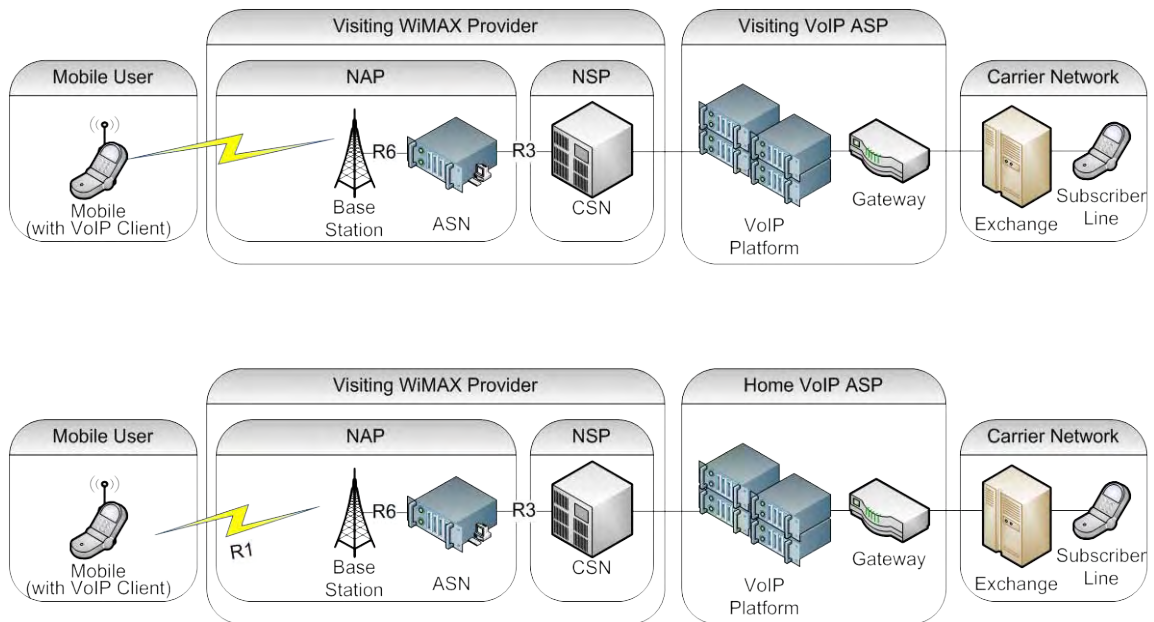 Visiting WiMAX Provider
Visiting VoIP ASP
Mobile User
NAP
NSP
Carrier Network
R6
R3
Mobile
(with VoIP Client)
Base
Station
ASN
CSN
VoIP
Platform
Gateway
Exchange
Subscriber
Line
Visiting WiMAX Provider
Home VoIP ASP
Mobile User
NAP
NSP
Carrier Network
R1
R6
R3
Mobile
(with VoIP Client)
Base
Station
ASN
CSN
VoIP
Platform
Gateway
Exchange
Subscriber
Line